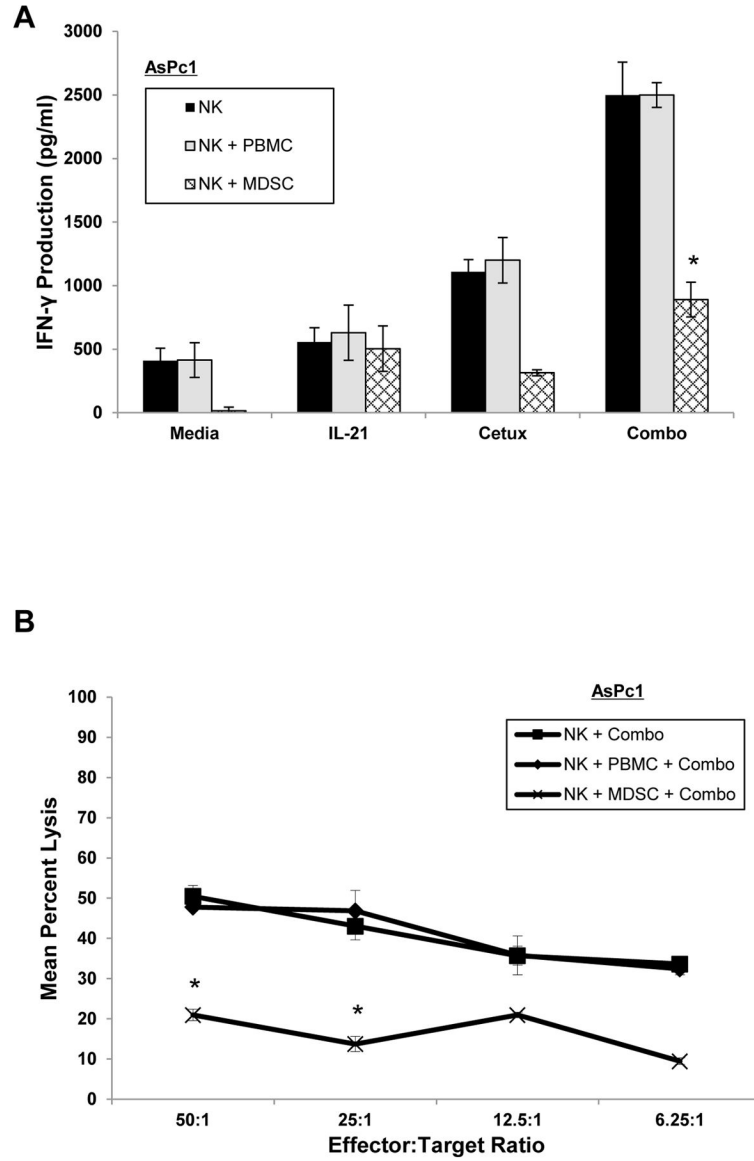 A
AsPc1
NK
NK + PBMC
NK + MDSC
IFN-γ Production (pg/ml)
3000
2500
2000
1500
1000
500
0
*
Media
IL-21
Cetux
Combo
B
AsPc1
NK + Combo
NK + PBMC + Combo
NK + MDSC + Combo
Mean Percent Lysis
100
90
80
70
60
50
40
30
20
10
0
*
*
50:1
25:1
12.5:1
6.25:1
Effector:Target Ratio